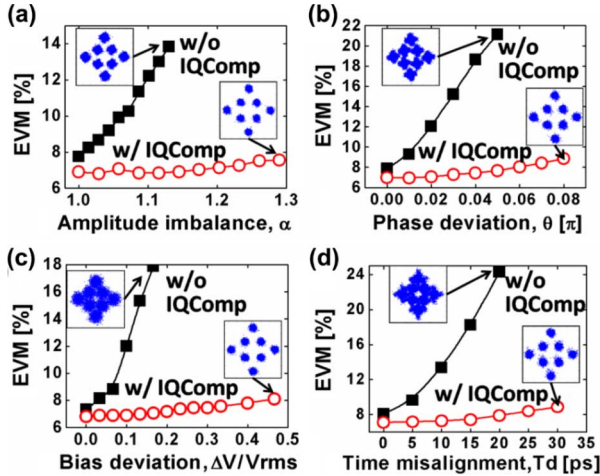 (a)
EVM [%]
14
12
10
8
6
w/o
IQComp
w/ IQComp
1.0
1.1
1.2
1.3
Amplitude imbalance, α
(b)
EVM [%]
22
20
18
16
14
12
10
8
6
w/o
IQComp
w/ IQComp
0.00
0.02
0.04
0.06
0.08
Phase deviation, θ [π]
(c)
EVM [%]
18
16
14
12
10
8
6
w/o
IQComp
w/ IQComp
0.0
0.1
0.2
0.3
0.4
0.5
Bias deviation, ΔV/Vrms
(d)
EVM [%]
24
20
16
12
8
w/o
IQComp
w/ IQComp
0
5
10
15
20
25
30
35
Time misalignment,Td [ps]